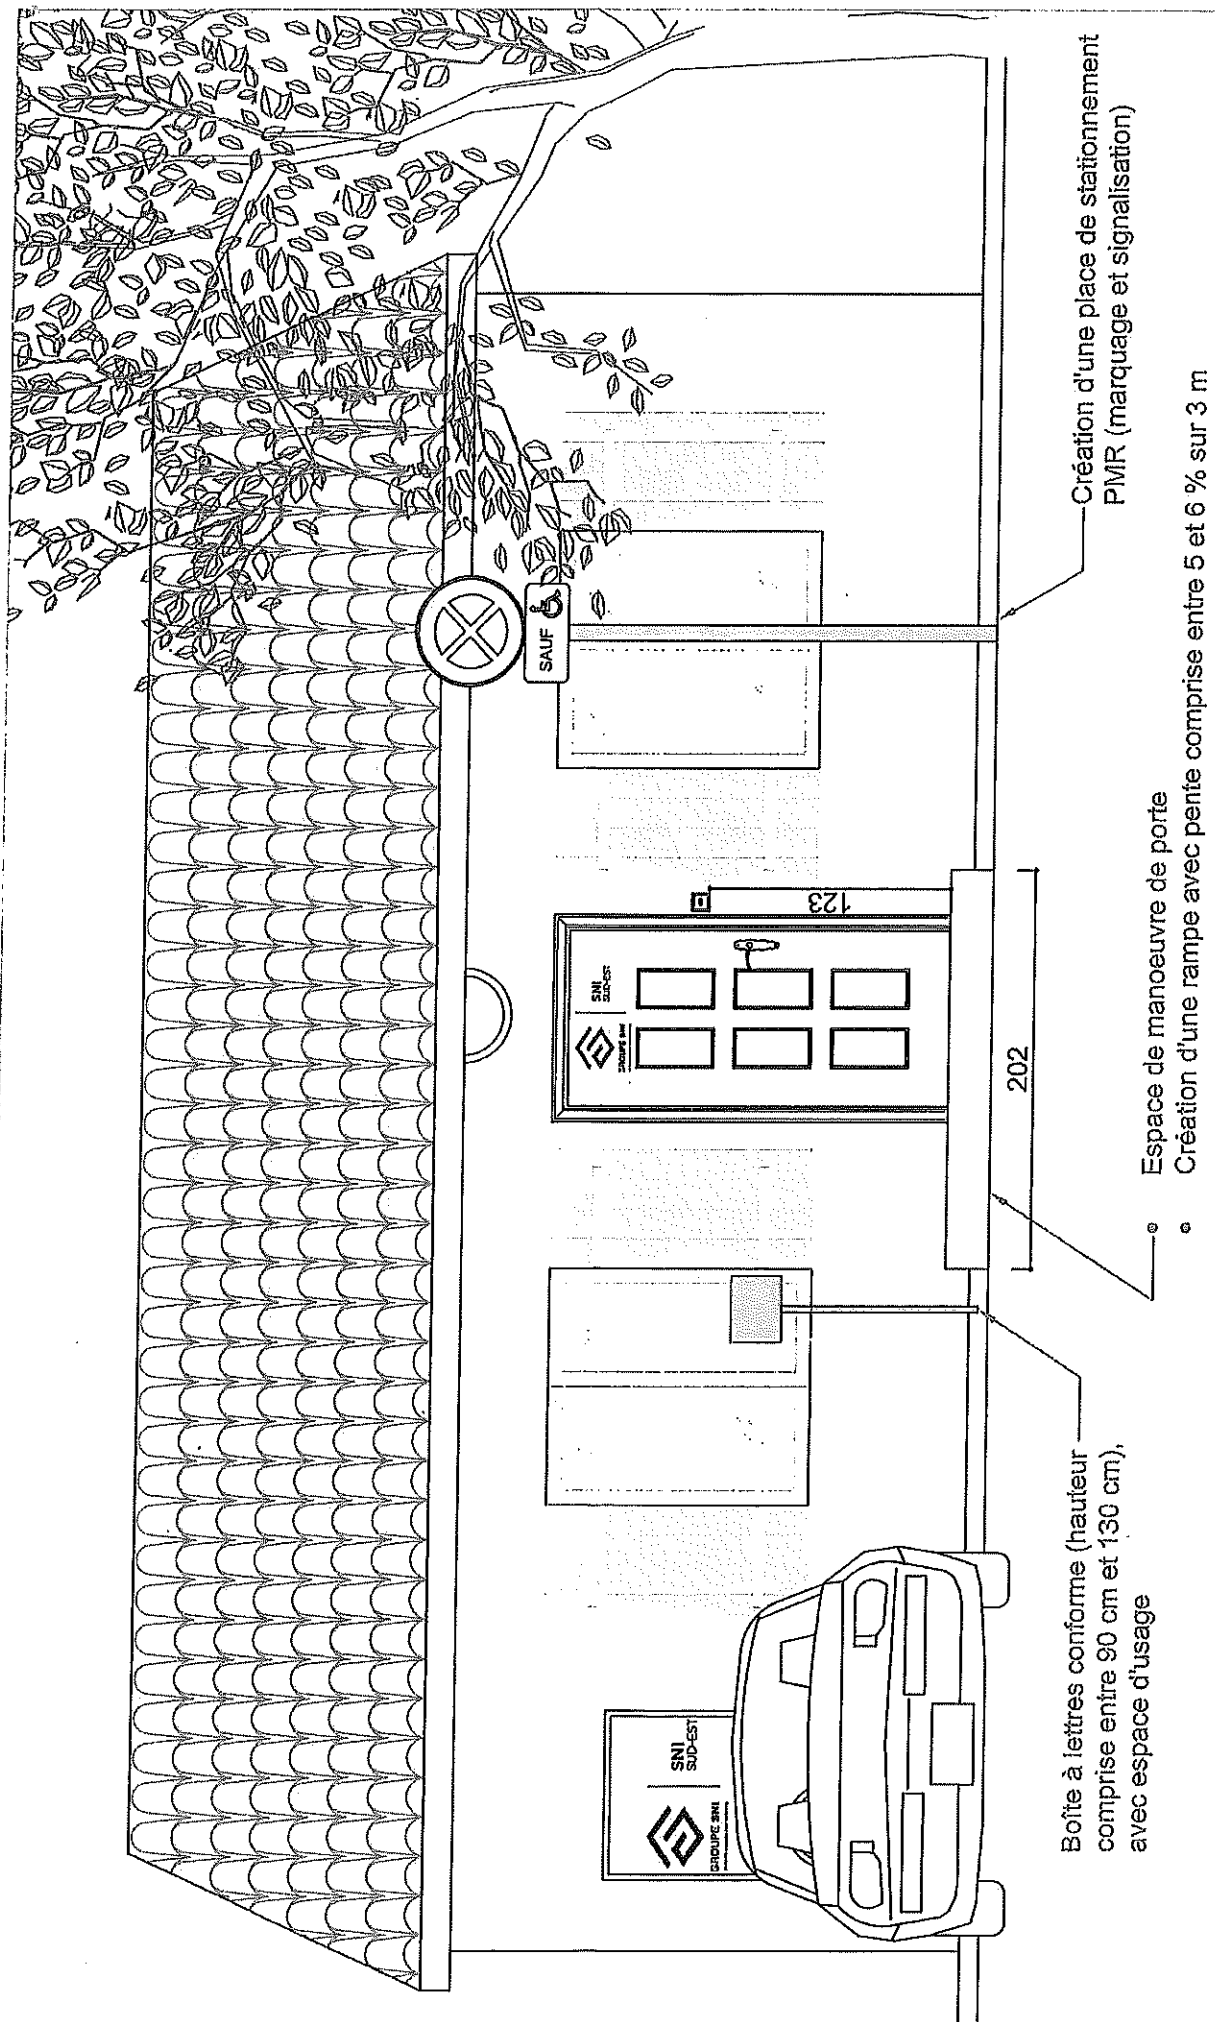 GROUPE SNI
SNI
SUD-EST
GROUPE SNI
SNI
SUD-EST
SAUF
123
202
Boîte à lettres conforme (hauteur
comprise entre 90 cm et 130 cm),
avec espace d'usage
Espace de manoeuvre de porte
Création d'une rampe avec pente comprise entre 5 et 6 % sur 3 m
Création d'une place de stationnement
PMR (marquage et signalisation)